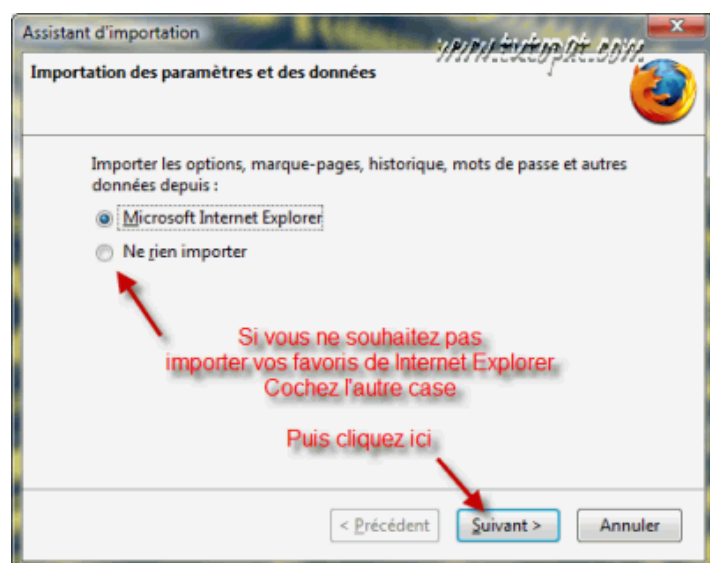 Assistant d'importation
Importation des paramètres et des données
Importer les options, marque-pages, historique, mots de passe et autres
données depuis :
Microsoft Internet Explorer
Ne rien importer
Si vous ne souhaitez pas
importer vos favoris de Internet Explorer
Cochez l'autre case
Puis cliquez ici
< Précédent
Suivant >
Annuler